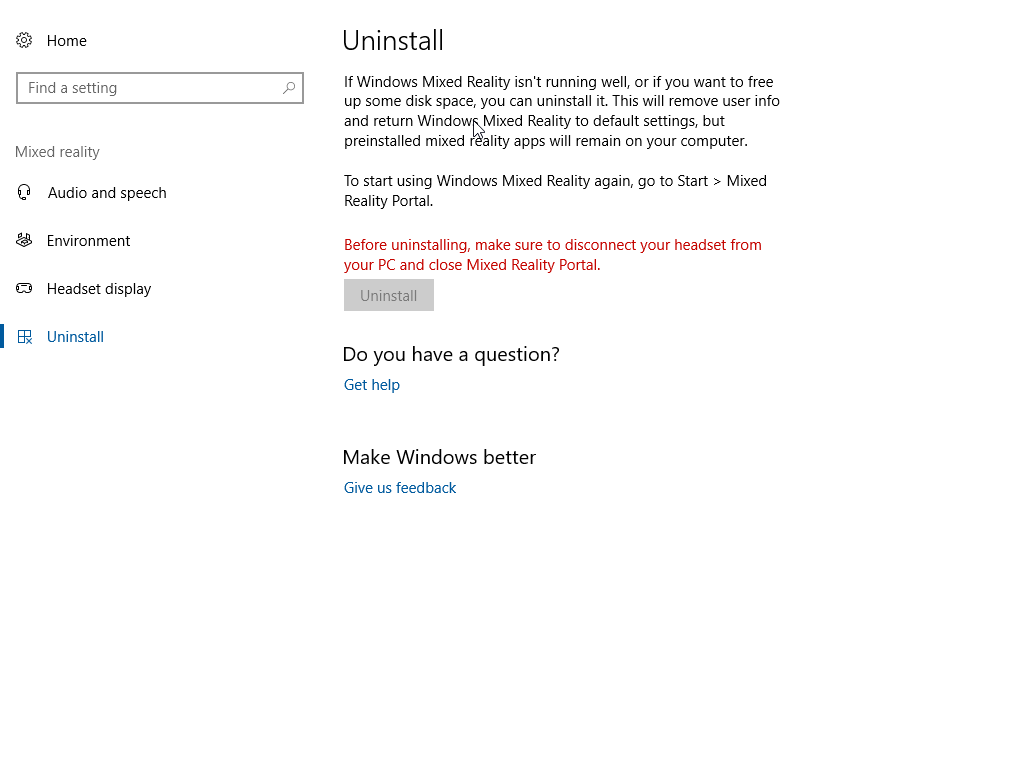 Home
Find a setting
Mixed reality
Audio and speech
Environment
Headset display
Uninstall
Uninstall
If Windows Mixed Reality isn't running well, or if you want to free
up some disk space, you can uninstall it. This will remove user info
and return Windows Mixed Reality to default settings, but
preinstalled mixed reality apps will remain on your computer.
To start using Windows Mixed Reality again, go to Start > Mixed
Reality Portal.
Before uninstalling, make sure to disconnect your headset from
your PC and close Mixed Reality Portal.
Uninstall
Do you have a question?
Get help
Make Windows better
Give us feedback